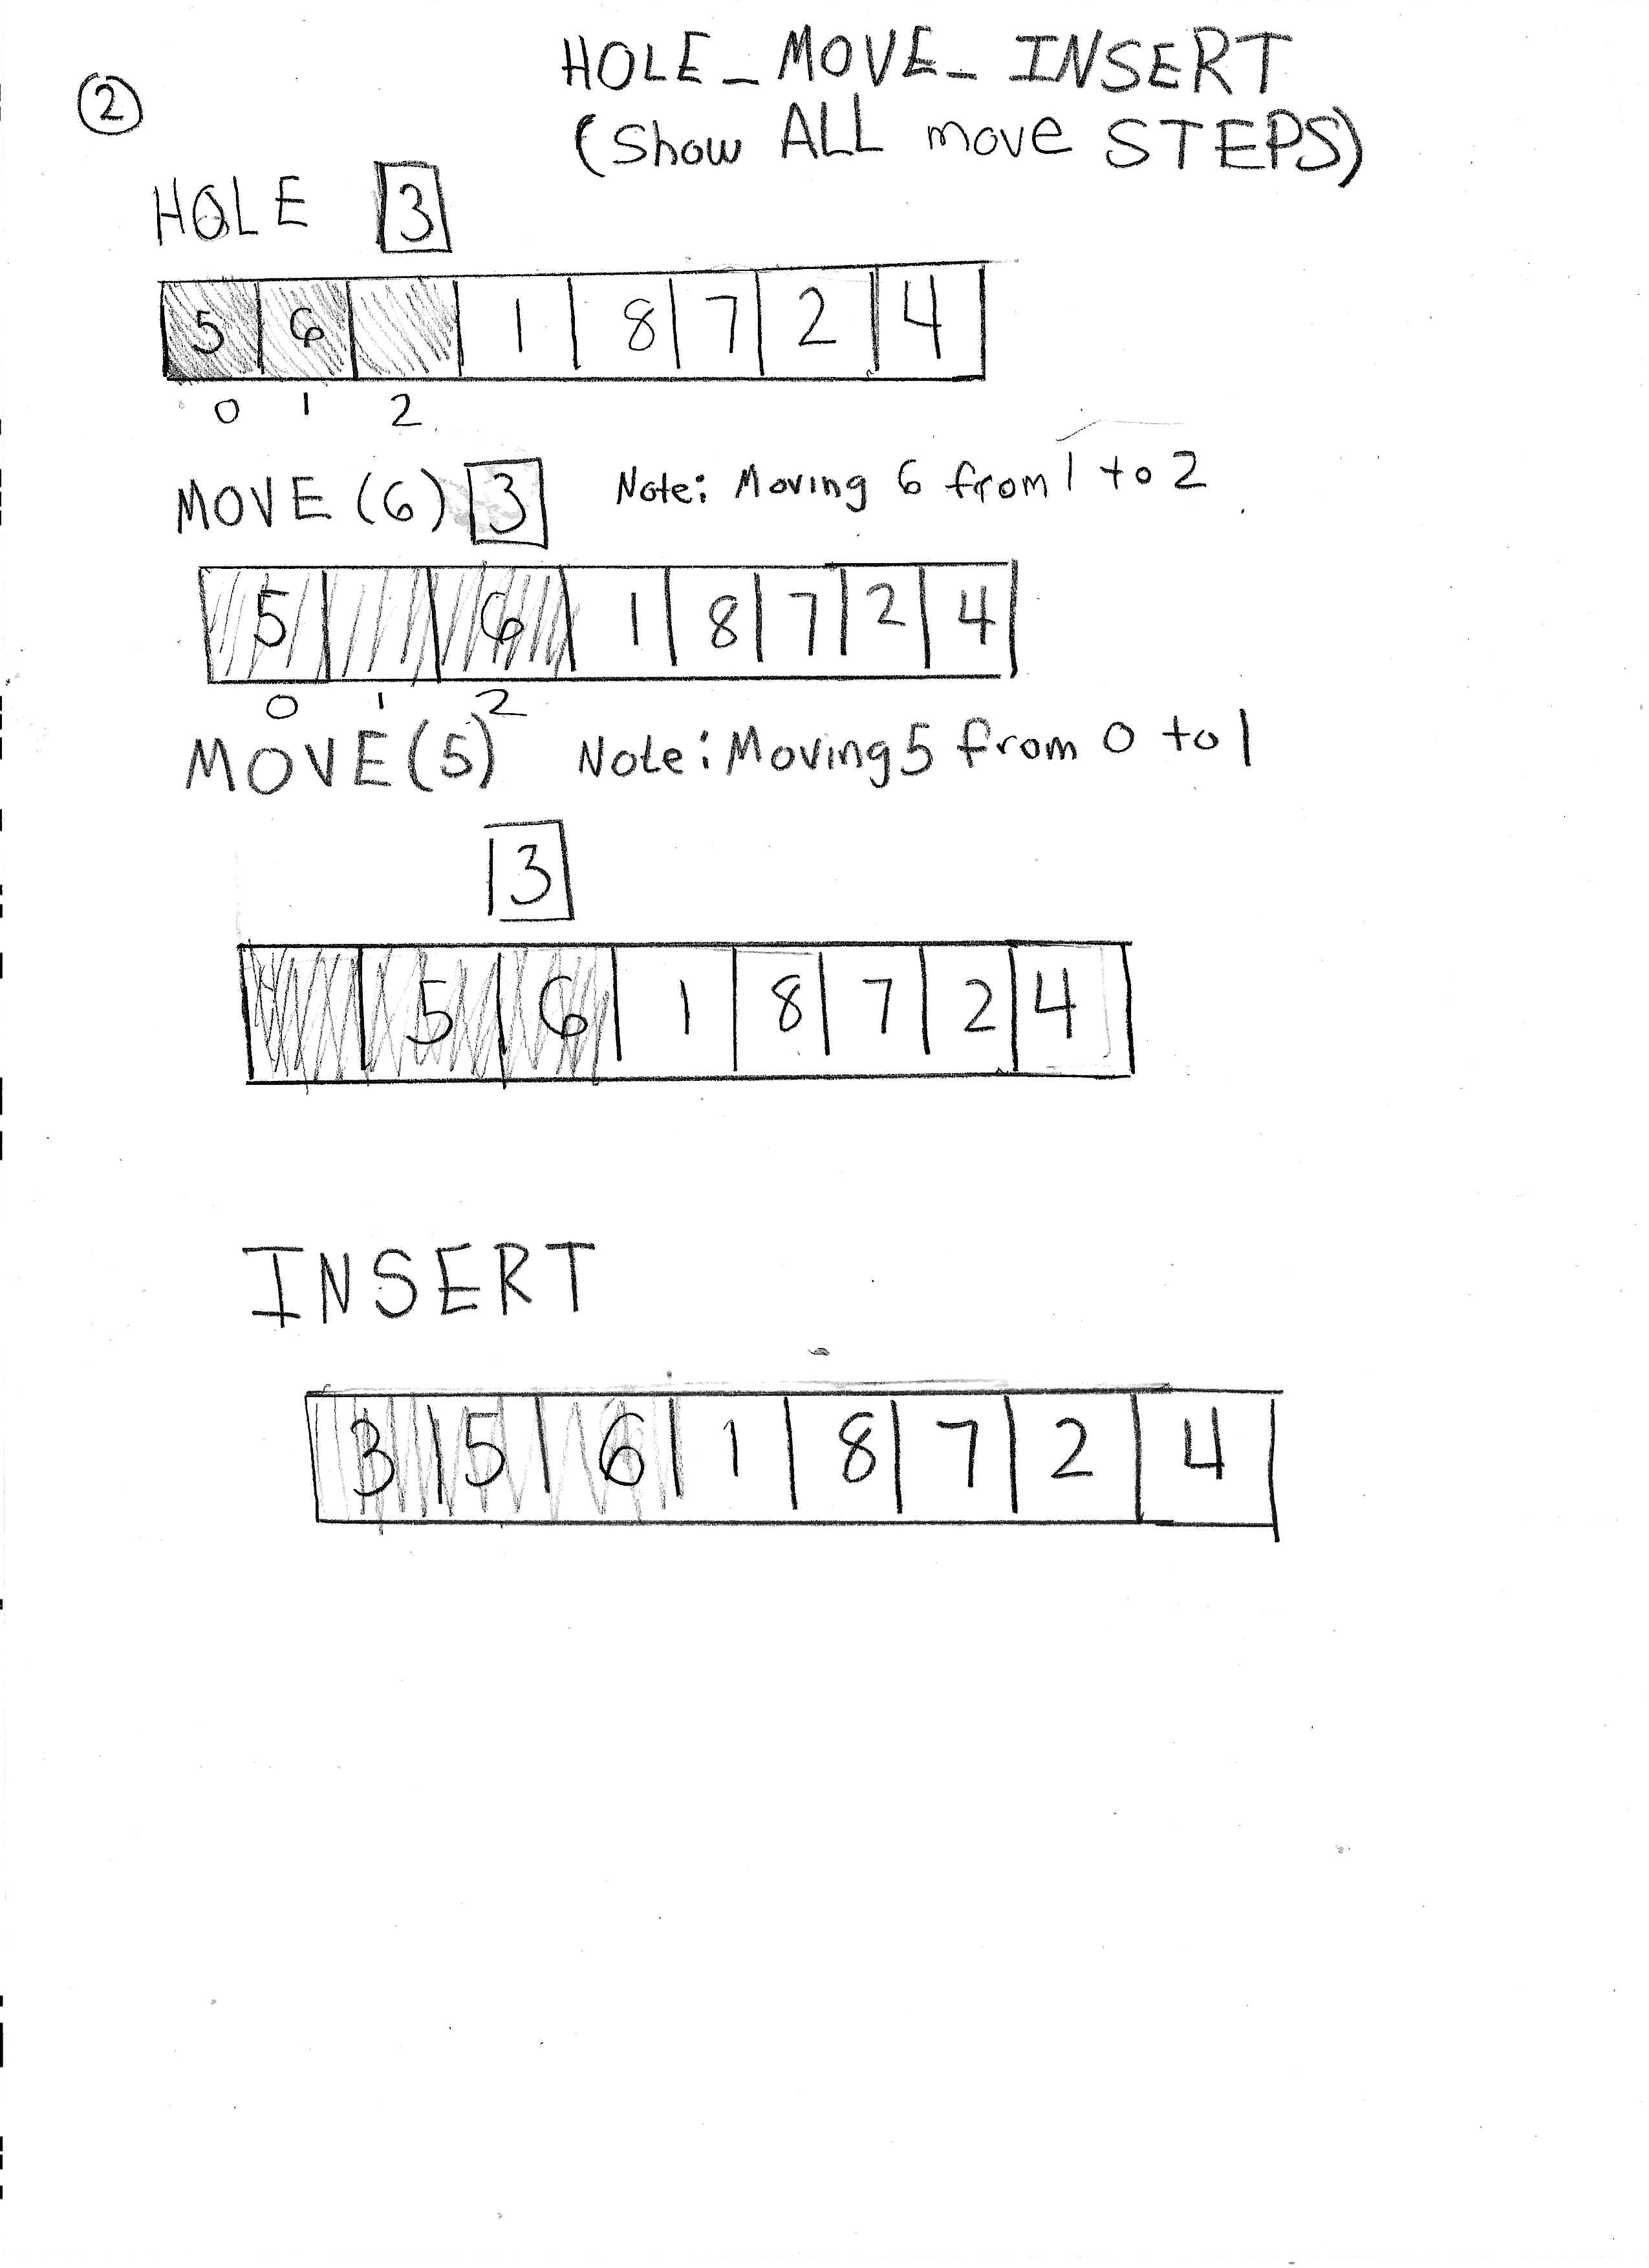 HOLE_MOVE_INSERT
②
(Show ALL move STEPS)
HOLE 3
5 6 1 8 7 2 4
0 1 2
MOVE (6) 3 Note: Moving 6 from 1 to 2
5 6 1 8 7 2 4
0 1 2
MOVE(5) Note: Moving 5 from 0 to 1
3
5 6 1 8 7 2 4
INSERT
3 5 6 1 8 7 2 4